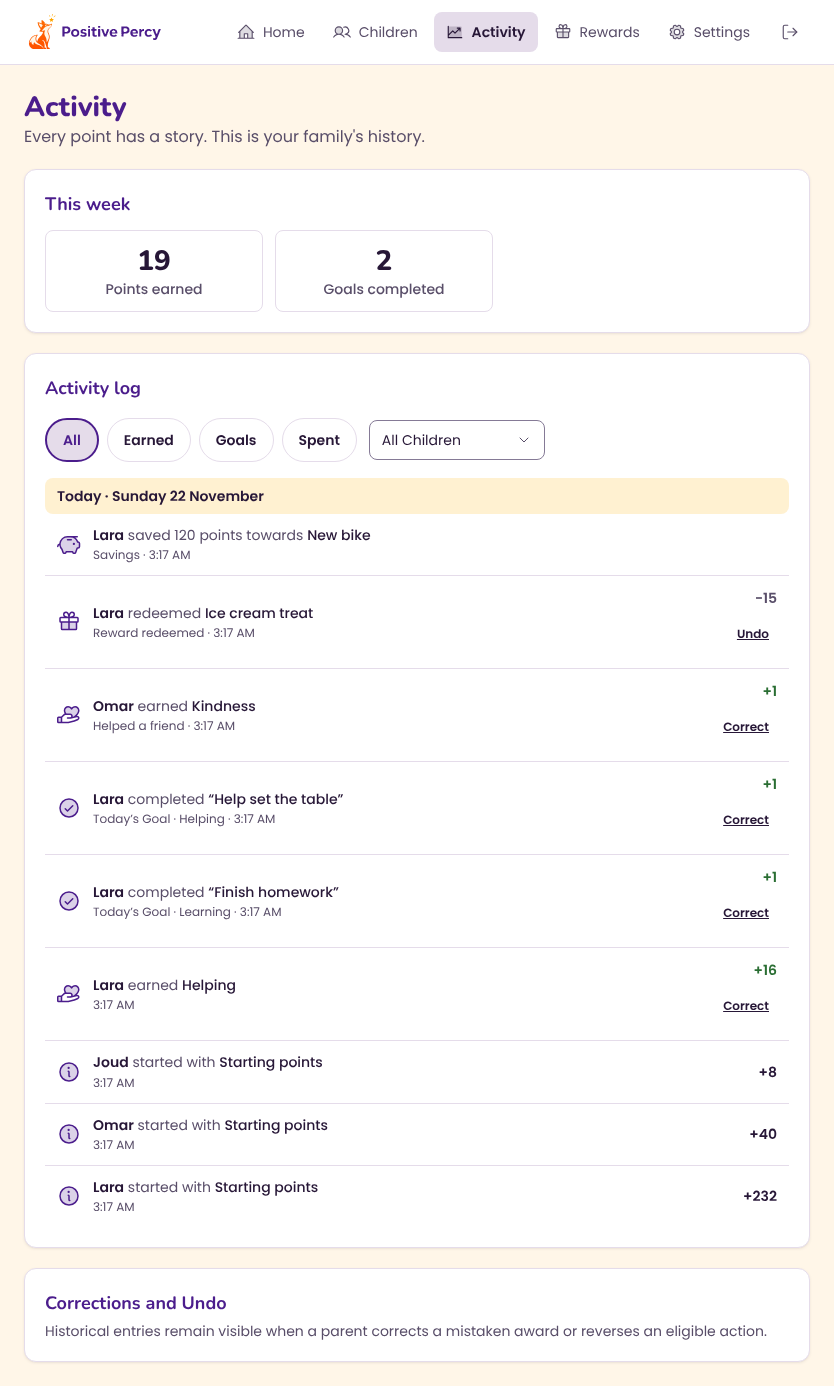 Positive Percy
Home
Children
Activity
Rewards
Settings
Activity
Every point has a story. This is your family's history.
This week
19
Points earned
2
Goals completed
Activity log
All
Earned
Goals
Spent
All Children
Today · Sunday 22 November
Lara saved 120 points towards New bike
Savings · 3:17 AM
Lara redeemed Ice cream treat
Reward redeemed · 3:17 AM
-15
Undo
Omar earned Kindness
Helped a friend · 3:17 AM
+1
Correct
Lara completed “Help set the table”
Today’s Goal · Helping · 3:17 AM
+1
Correct
Lara completed “Finish homework”
Today’s Goal · Learning · 3:17 AM
+1
Correct
Lara earned Helping
3:17 AM
+16
Correct
Joud started with Starting points
3:17 AM
+8
Omar started with Starting points
3:17 AM
+40
Lara started with Starting points
3:17 AM
+232
Corrections and Undo
Historical entries remain visible when a parent corrects a mistaken award or reverses an eligible action.